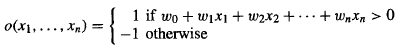 o(x₁, . . . , xₙ) = { 1 if w₀ + w₁x₁ + w₂x₂ + · · · + wₙxₙ > 0
−1 otherwise